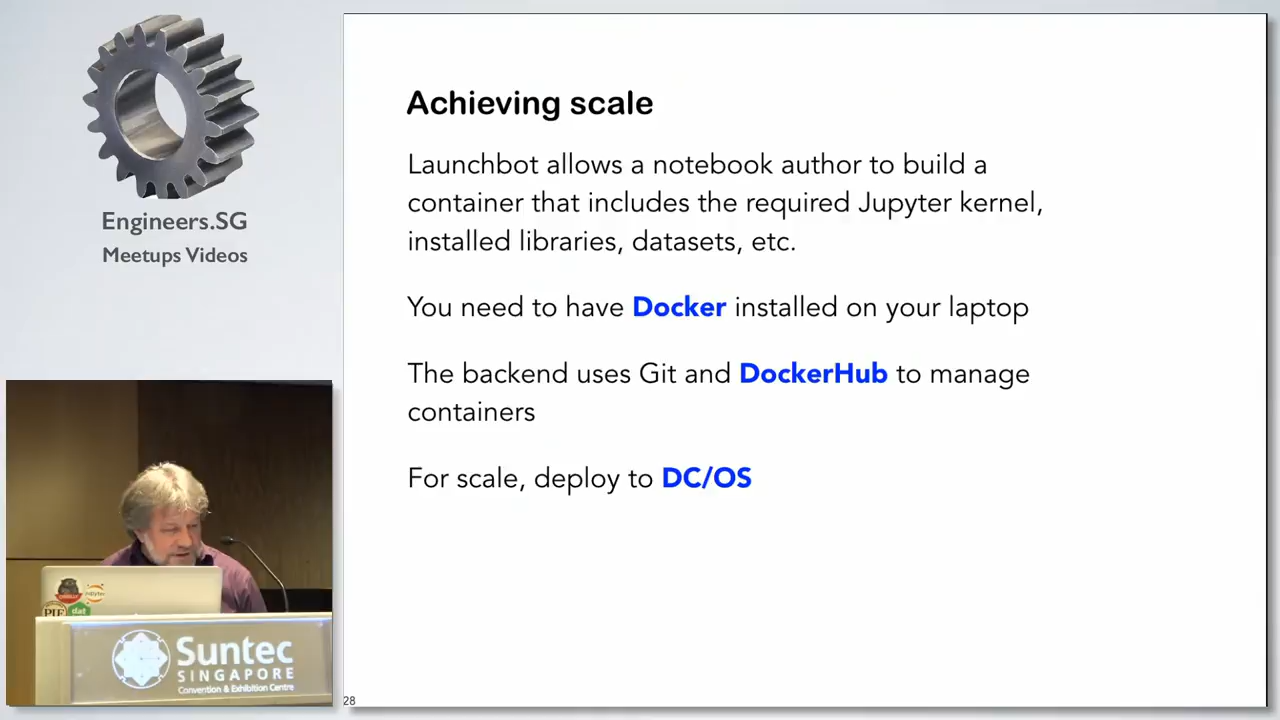 Engineers.SG
Meetups Videos
Achieving scale
Launchbot allows a notebook author to build a
container that includes the required Jupyter kernel,
installed libraries, datasets, etc.
You need to have Docker installed on your laptop
The backend uses Git and DockerHub to manage
containers
For scale, deploy to DC/OS
28
PIF
dat
Suntec
SINGAPORE
Convention & Exhibition Centre